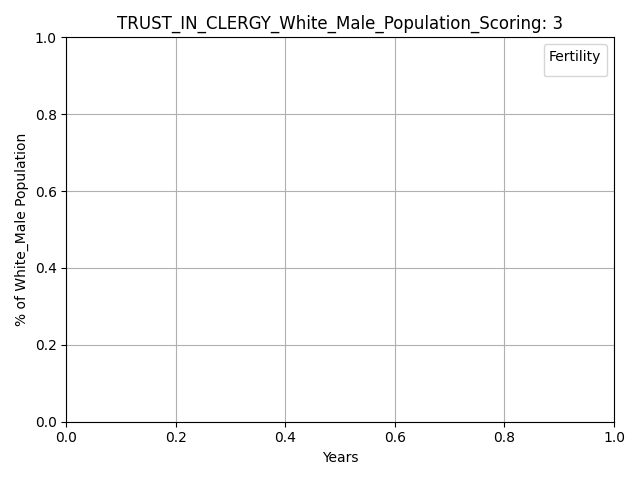 TRUST_IN_CLERGY_White_Male_Population_Scoring: 3
Fertility
% of White_Male Population
1.0
0.8
0.6
0.4
0.2
0.0
0.0 0.2 0.4 0.6 0.8 1.0
Years